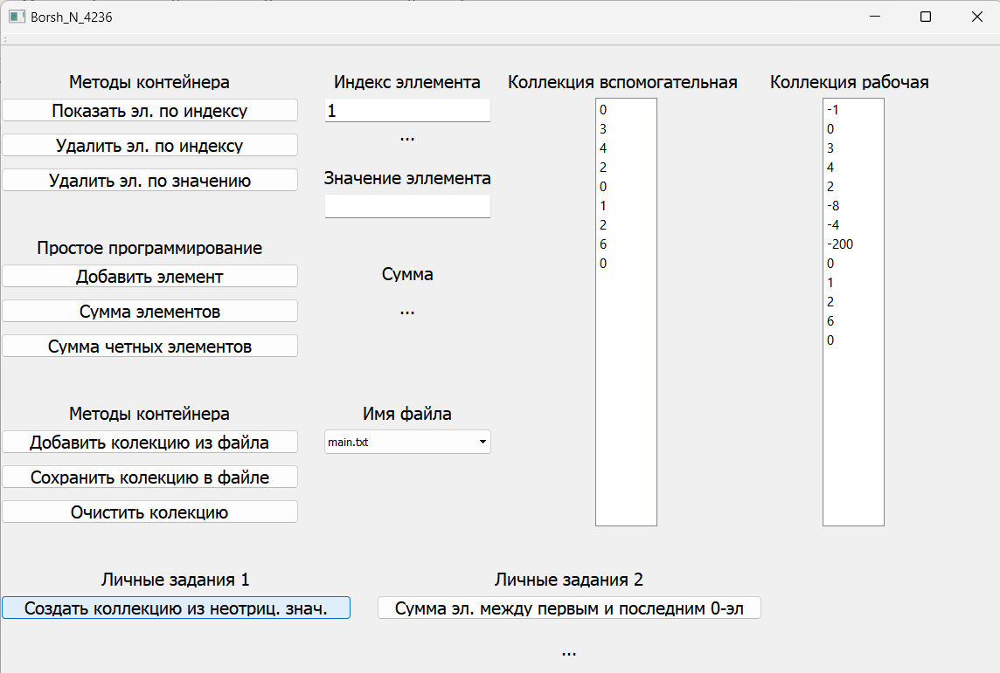 Borsh_N_4236
Методы контейнера
Показать эл. по индексу
Удалить эл. по индексу
Удалить эл. по значению
Индекс эллемента
1
...
Значение эллемента
Простое программирование
Добавить элемент
Сумма элементов
Сумма четных элементов
Сумма
...
Методы контейнера
Добавить колекцию из файла
Сохранить колекцию в файле
Очистить колекцию
Имя файла
main.txt
Коллекция вспомогательная
0
3
4
2
0
1
2
6
0
Коллекция рабочая
-1
0
3
4
2
-8
-4
-200
0
1
2
6
0
Личные задания 1
Создать коллекцию из неотриц. знач.
Личные задания 2
Сумма эл. между первым и последним 0-эл
...